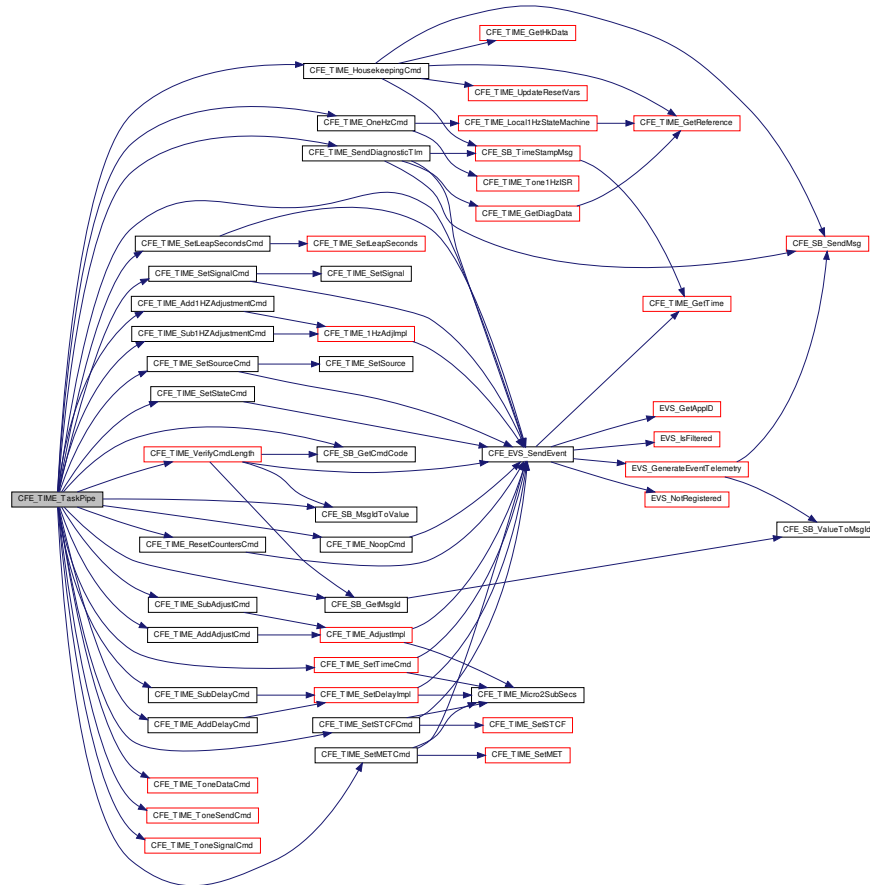 CFE_TIME_GetHkData
CFE_TIME_HousekeepingCmd
CFE_TIME_UpdateResetVars
CFE_TIME_OneHzCmd
CFE_TIME_Local1HzStateMachine
CFE_TIME_GetReference
CFE_TIME_SendDiagnosticTlm
CFE_SB_TimeStampMsg
CFE_TIME_Tone1HzISR
CFE_TIME_GetDiagData
CFE_TIME_SetLeapSecondsCmd
CFE_TIME_SetLeapSeconds
CFE_SB_SendMsg
CFE_TIME_SetSignalCmd
CFE_TIME_SetSignal
CFE_TIME_Add1HZAdjustmentCmd
CFE_TIME_GetTime
CFE_TIME_Sub1HZAdjustmentCmd
CFE_TIME_1HzAdjImpl
CFE_TIME_SetSourceCmd
CFE_TIME_SetSource
CFE_TIME_SetStateCmd
EVS_GetAppID
EVS_IsFiltered
CFE_TIME_VerifyCmdLength
CFE_SB_GetCmdCode
CFE_EVS_SendEvent
EVS_GenerateEventTelemetry
CFE_TIME_TaskPipe
EVS_NotRegistered
CFE_SB_MsgIdToValue
CFE_SB_ValueToMsgId
CFE_TIME_ResetCountersCmd
CFE_TIME_NoopCmd
CFE_TIME_SubAdjustCmd
CFE_SB_GetMsgId
CFE_TIME_AddAdjustCmd
CFE_TIME_AdjustImpl
CFE_TIME_SetTimeCmd
CFE_TIME_SubDelayCmd
CFE_TIME_SetDelayImpl
CFE_TIME_Micro2SubSecs
CFE_TIME_AddDelayCmd
CFE_TIME_SetSTCFCmd
CFE_TIME_SetSTCF
CFE_TIME_SetMETCmd
CFE_TIME_SetMET
CFE_TIME_ToneDataCmd
CFE_TIME_ToneSendCmd
CFE_TIME_ToneSignalCmd